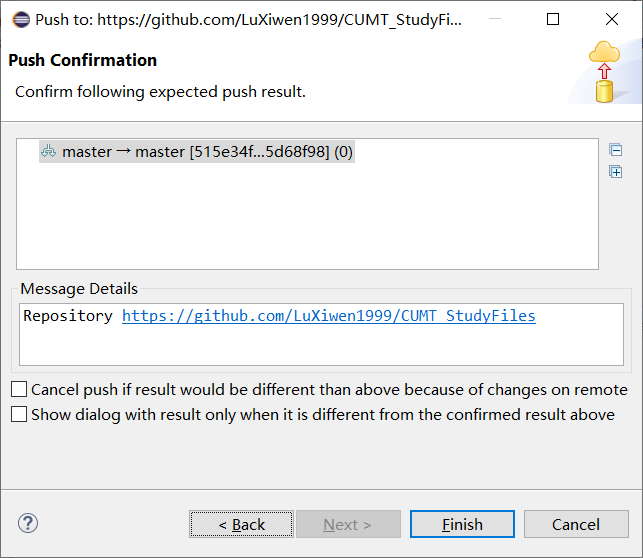 Push to: https://github.com/LuXiwen1999/CUMT_StudyFi...
Push Confirmation
Confirm following expected push result.
master → master [515e34f...5d68f98] (0)
Message Details
Repository https://github.com/LuXiwen1999/CUMT_StudyFiles
Cancel push if result would be different than above because of changes on remote
Show dialog with result only when it is different from the confirmed result above
?
< Back
Next >
Finish
Cancel